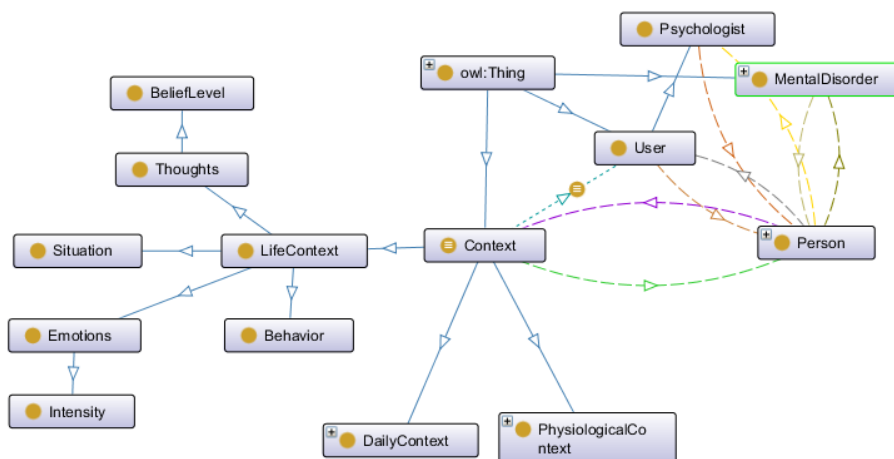 Psychologist
owl:Thing
MentalDisorder
BeliefLevel
User
Thoughts
Situation
LifeContext
Context
Person
Emotions
Behavior
Intensity
DailyContext
PhysiologicalCo
ntext